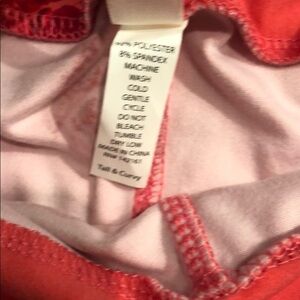 % POLYESTER
8% SPANDEX
MACHINE
WASH
COLD
GENTLE
CYCLE
DO NOT
BLEACH
TUMBLE
DRY LOW
MADE IN CHINA
Tall & Curvy